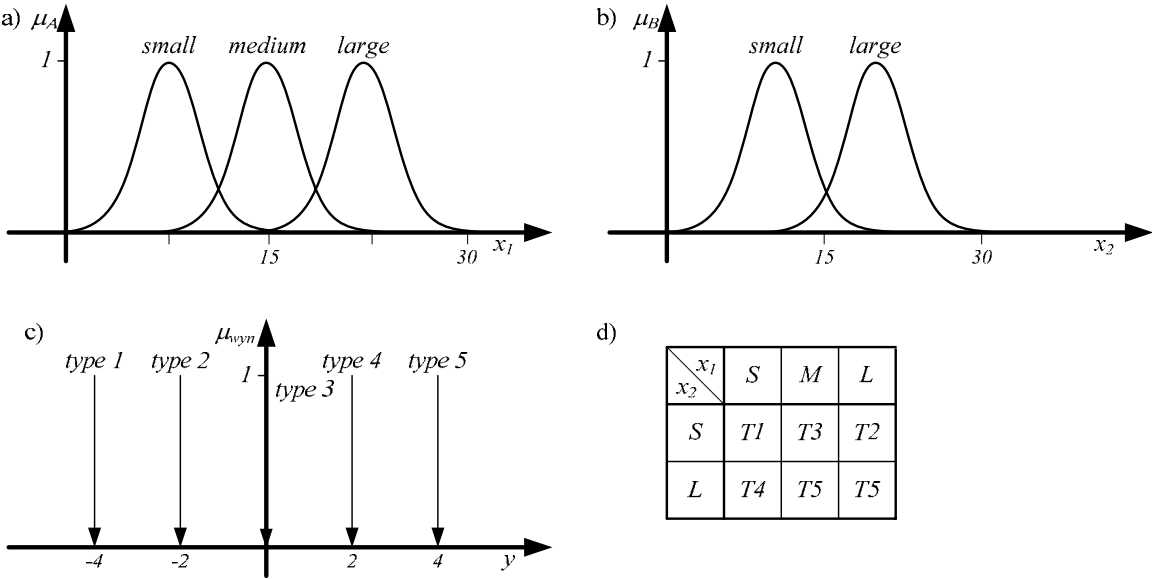 a) μA
small medium large
1
15 30 x1
b) μB
small large
1
15 30 x2
c) μwyn
type 1 type 2 type 4 type 5
1
type 3
-4 -2 2 4 y
d)
x1 S M L
x2
S T1 T3 T2
L T4 T5 T5